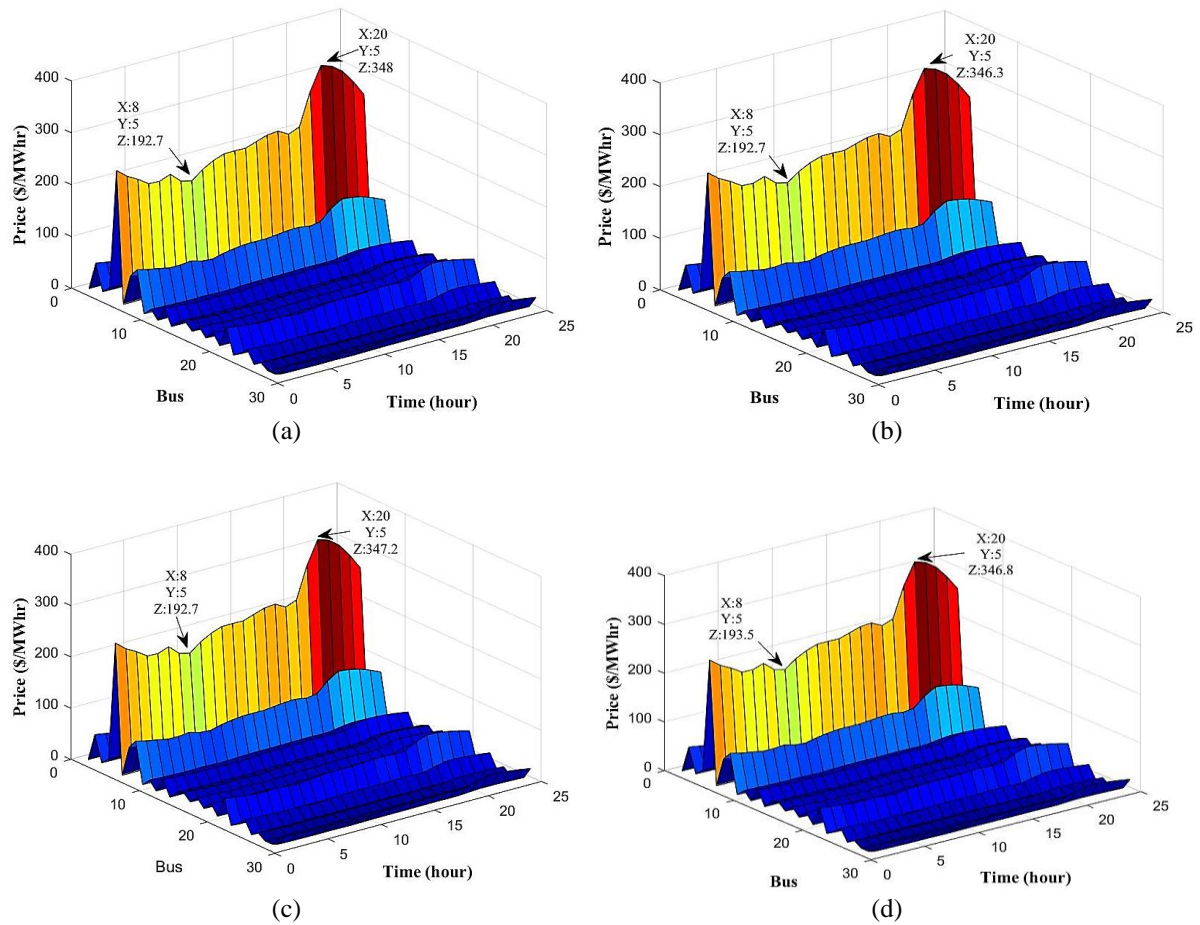 X:20
Y:5
Z:348
X:8
Y:5
Z:192.7
400
300
200
100
0
Price ($/MWhr)
0
10
20
30
Bus
0
5
10
15
20
25
Time (hour)
(a)
X:20
Y:5
Z:346.3
X:8
Y:5
Z:192.7
400
300
200
100
0
Price ($/MWhr)
0
10
20
30
Bus
0
5
10
15
20
25
Time (hour)
(b)
X:20
Y:5
Z:347.2
X:8
Y:5
Z:192.7
400
300
200
100
0
Price ($/MWhr)
0
10
20
30
Bus
0
5
10
15
20
25
Time (hour)
(c)
X:20
Y:5
Z:346.8
X:8
Y:5
Z:193.5
400
300
200
100
0
Price ($/MWhr)
0
10
20
30
Bus
0
5
10
15
20
25
Time (hour)
(d)